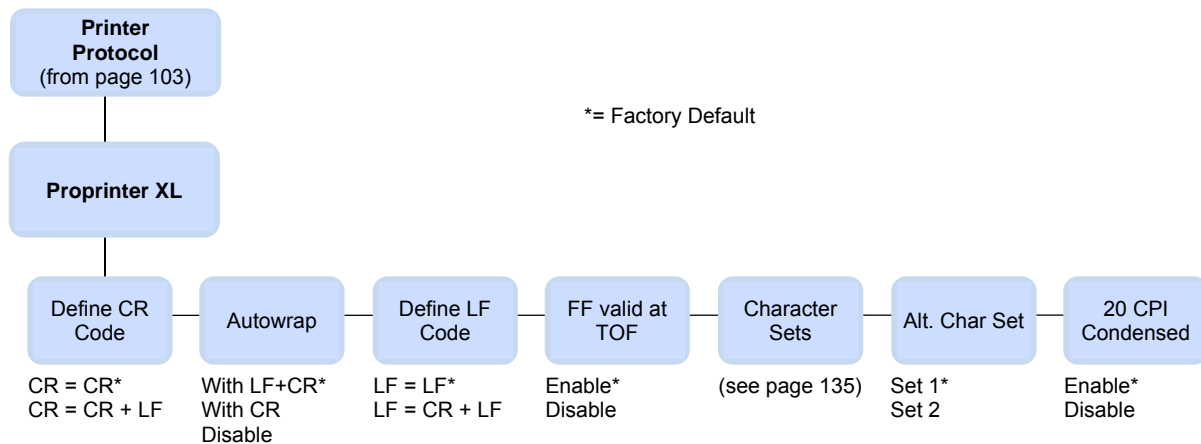 Printer
Protocol
(from page 103)
*= Factory Default
Proprinter XL
Define CR
Code
Autowrap
Define LF
Code
FF valid at
TOF
Character
Sets
Alt. Char Set
20 CPI
Condensed
CR = CR*
CR = CR + LF
With LF+CR*
With CR
Disable
LF = LF*
LF = CR + LF
Enable*
Disable
(see page 135)
Set 1*
Set 2
Enable*
Disable